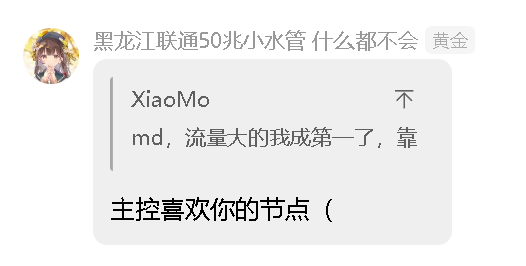 黑龙江联通50兆小水管 什么都不会 黄金
XiaoMo
md，流量大的我成第一了，靠
主控喜欢你的节点（